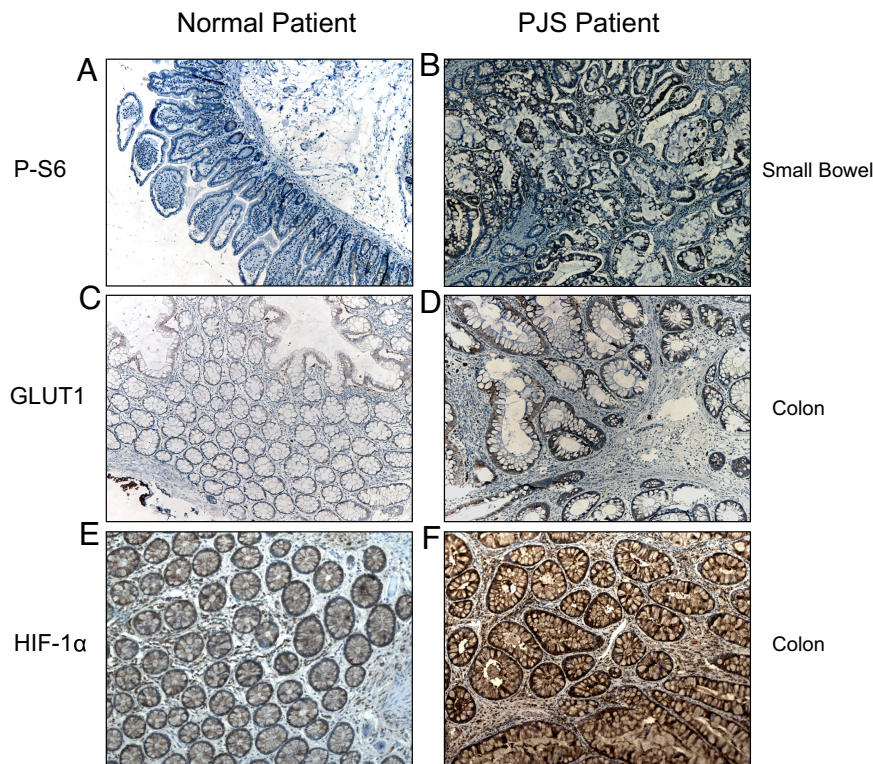 Normal Patient PJS Patient
A B
P-S6 Small Bowel
C D
GLUT1 Colon
E F
HIF-1α Colon